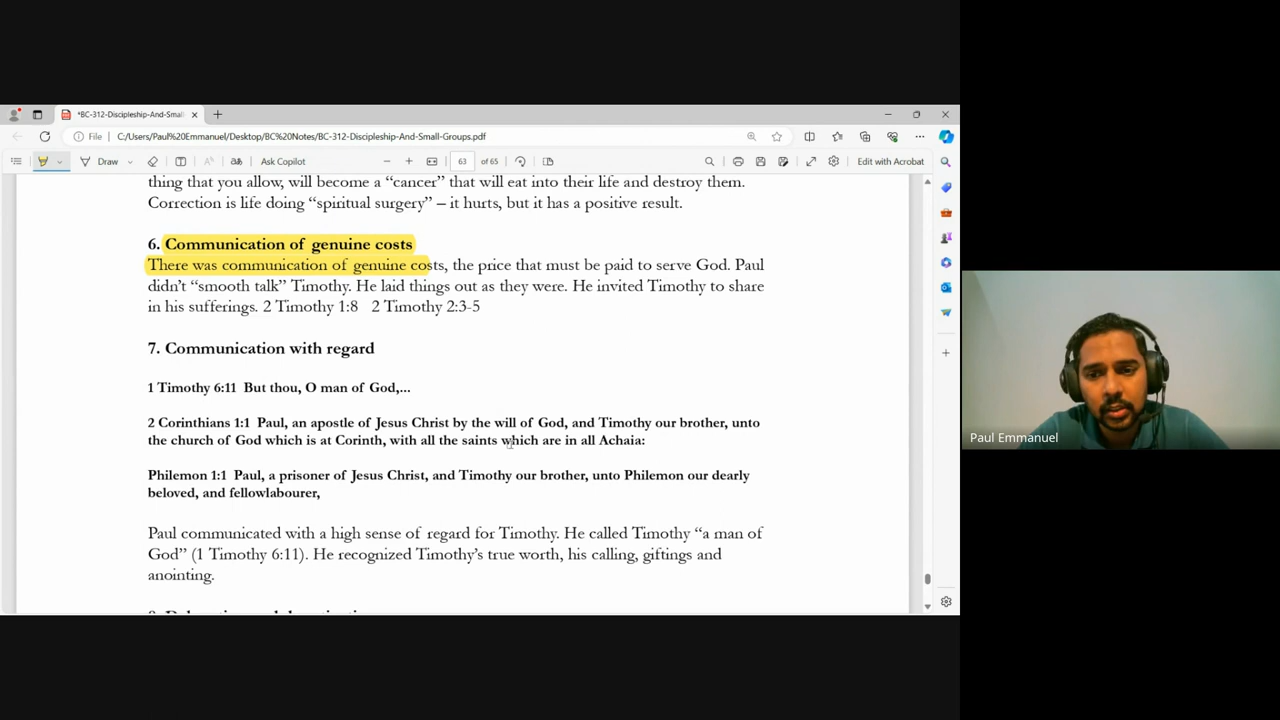 *BC-312-Discipleship-And-Small-G
File
C:/Users/Paul%20Emmanuel/Desktop/BC%20Notes/BC-312-Discipleship-And-Small-Groups.pdf
Draw
Ask Copilot
63 of 65
Edit with Acrobat
thing that you allow, will become a “cancer” that will eat into their life and destroy them.
Correction is life doing “spiritual surgery” – it hurts, but it has a positive result.
6. Communication of genuine costs
There was communication of genuine costs, the price that must be paid to serve God. Paul
didn’t “smooth talk” Timothy. He laid things out as they were. He invited Timothy to share
in his sufferings. 2 Timothy 1:8 2 Timothy 2:3-5
7. Communication with regard
1 Timothy 6:11 But thou, O man of God,...
2 Corinthians 1:1 Paul, an apostle of Jesus Christ by the will of God, and Timothy our brother, unto
the church of God which is at Corinth, with all the saints which are in all Achaia:
Philemon 1:1 Paul, a prisoner of Jesus Christ, and Timothy our brother, unto Philemon our dearly
beloved, and fellowlabourer,
Paul communicated with a high sense of regard for Timothy. He called Timothy “a man of
God” (1 Timothy 6:11). He recognized Timothy’s true worth, his calling, giftings and
anointing.
Paul Emmanuel